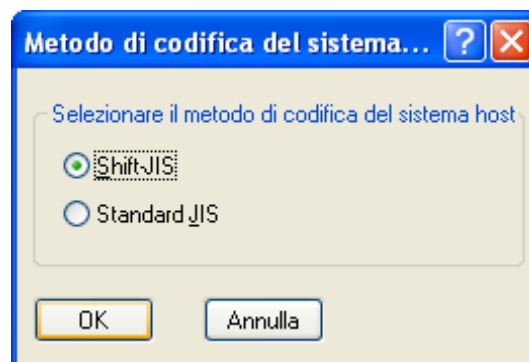 Metodo di codifica del sistema...
Selezionare il metodo di codifica del sistema host
Shift-JIS
Standard JIS
OK
Annulla